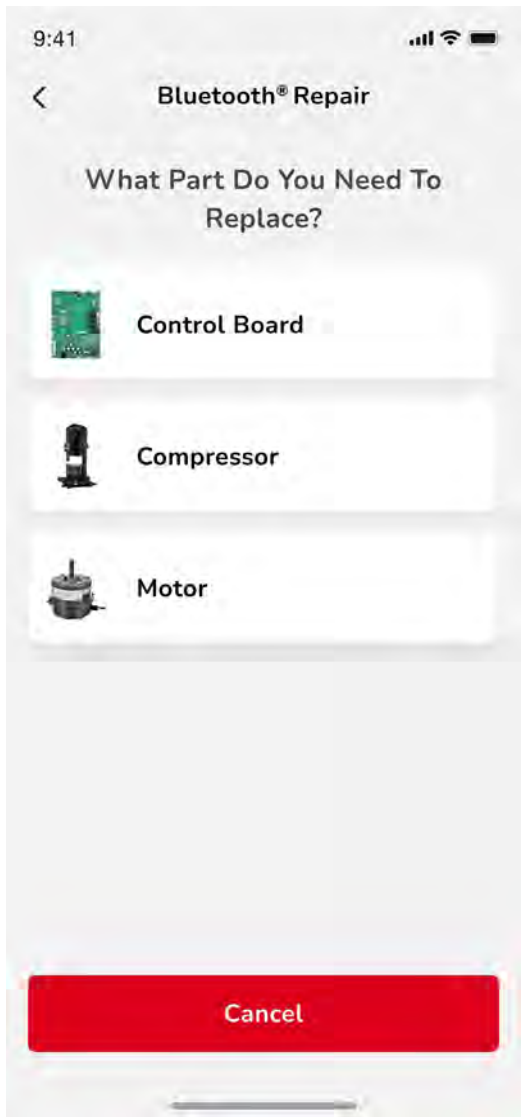 9:41
Bluetooth® Repair
What Part Do You Need To
Replace?
Control Board
Compressor
Motor
Cancel